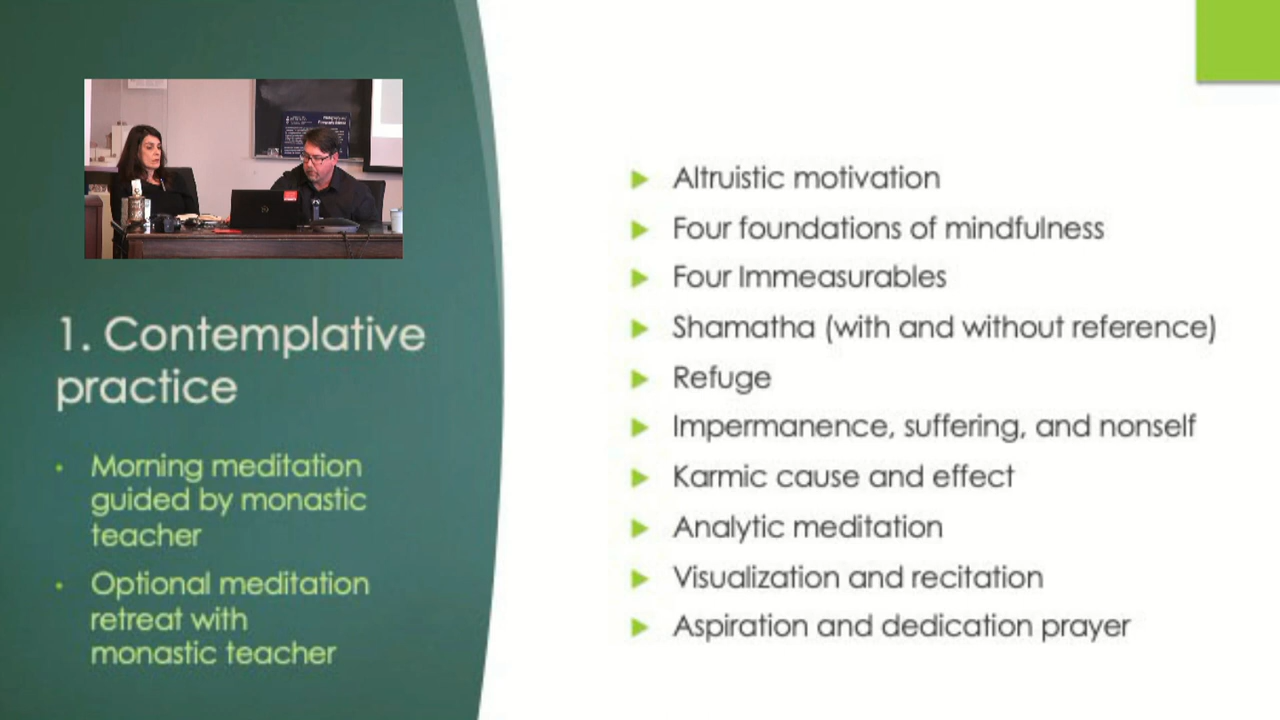 1. Contemplative
practice
• Morning meditation
guided by monastic
teacher
• Optional meditation
retreat with
monastic teacher
Altruistic motivation
Four foundations of mindfulness
Four Immeasurables
Shamatha (with and without reference)
Refuge
Impermanence, suffering, and nonself
Karmic cause and effect
Analytic meditation
Visualization and recitation
Aspiration and dedication prayer